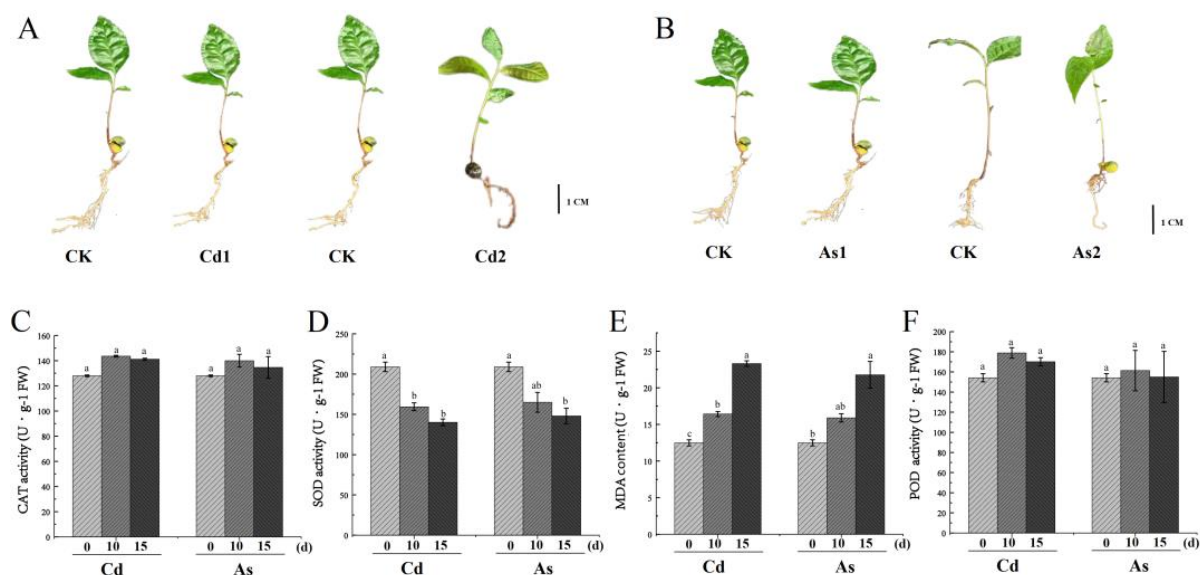 A
B
CK
Cd1
CK
Cd2
1 CM
CK
As1
CK
As2
1 CM
C
CAT activity (U · g-1 FW)
160
140
120
100
80
60
40
20
0
a
a
a
a
a
a
0 10 15 0 10 15 (d)
Cd As
D
SOD activity (U · g-1 FW)
250
200
150
100
50
0
a
b
b
a
ab
b
0 10 15 0 10 15 (d)
Cd As
E
MDA content (U · g-1 FW)
25
20
15
10
5
0
c
b
a
b
ab
a
0 10 15 0 10 15 (d)
Cd As
F
POD activity (U · g-1 FW)
200
180
160
140
120
100
80
60
40
20
0
a
a
a
a
a
a
0 10 15 0 10 15 (d)
Cd As